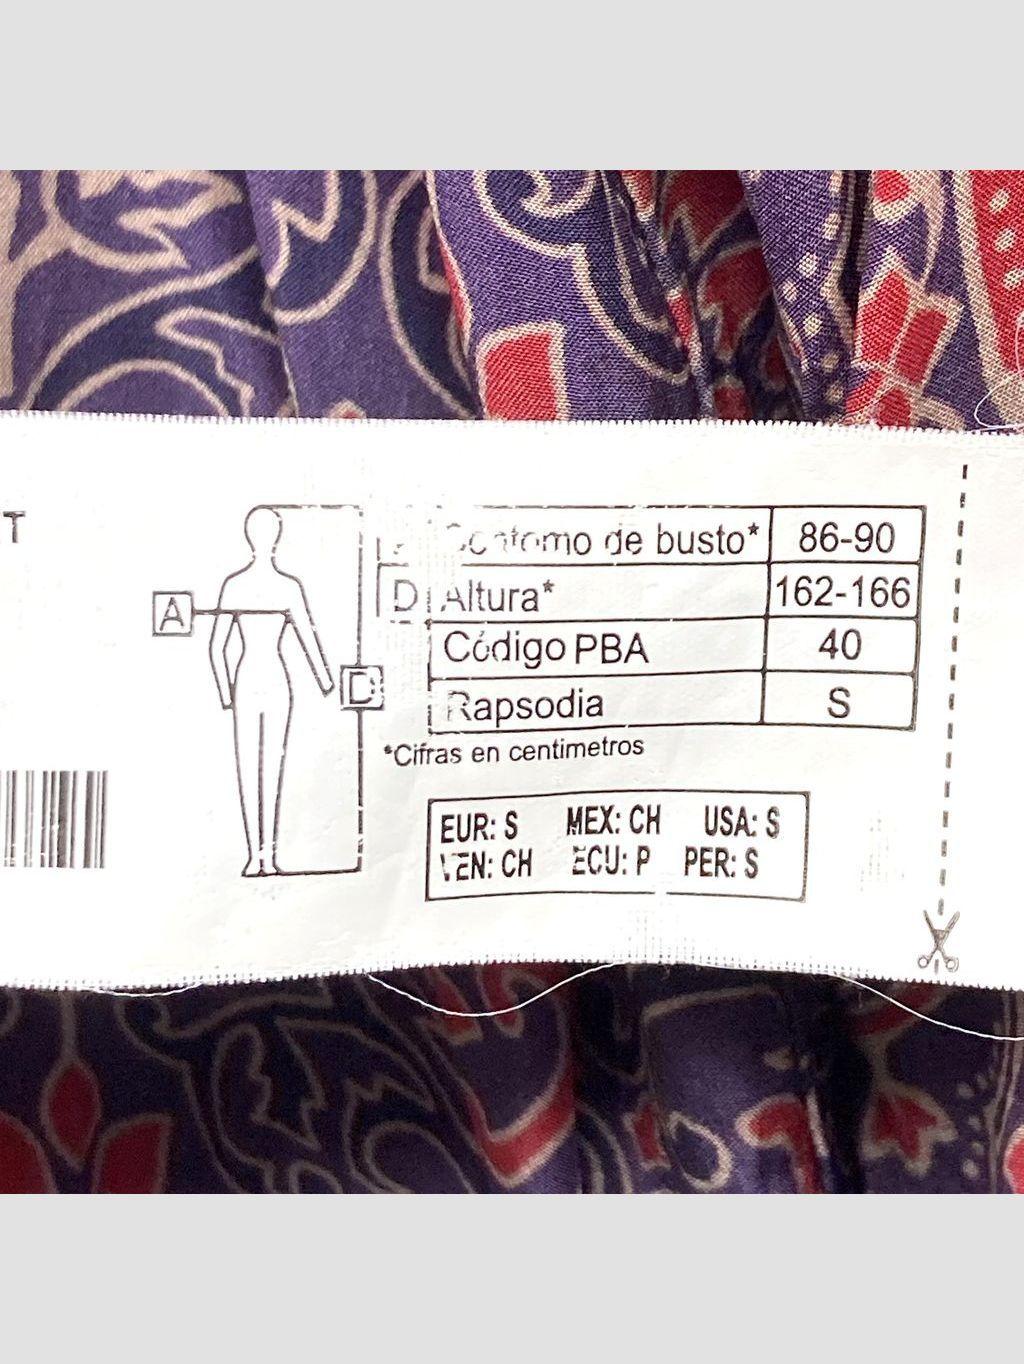 T
A
Contorno de busto* 86-90
D Altura* 162-166
Código PBA 40
D
Rapsodia S
*Cifras en centimetros
EUR: S MEX: CH USA: S
VEN: CH ECU: P PER: S